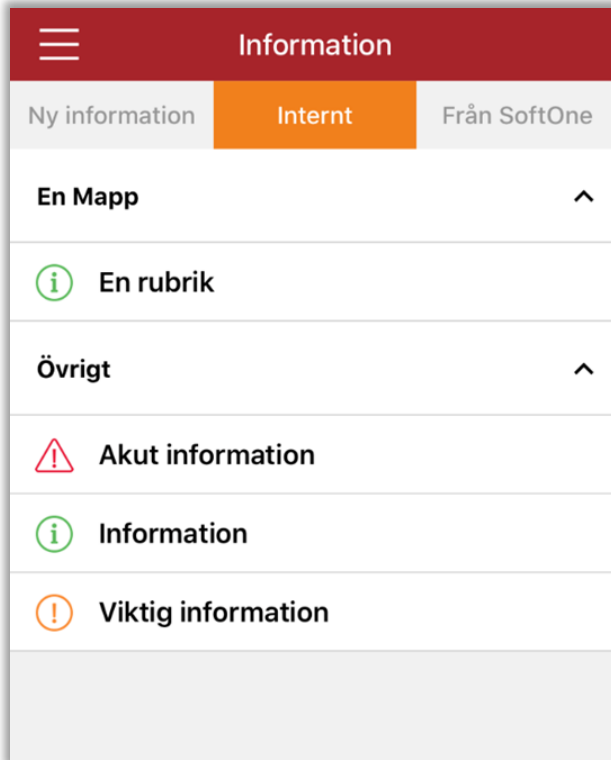 Information
Ny information Internt Från SoftOne
En Mapp
En rubrik
Övrigt
Akut information
Information
Viktig information